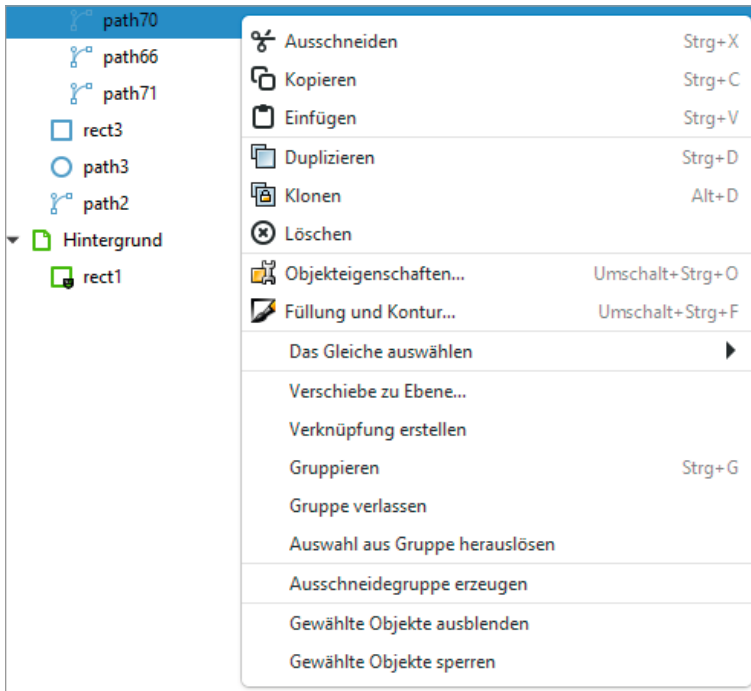 path70
path66
path71
rect3
path3
path2
Hintergrund
rect1
Ausschneiden Strg+X
Kopieren Strg+C
Einfügen Strg+V
Duplizieren Strg+D
Klonen Alt+D
Löschen
Objekteigenschaften... Umschalt+Strg+O
Füllung und Kontur... Umschalt+Strg+F
Das Gleiche auswählen
Verschiebe zu Ebene...
Verknüpfung erstellen
Gruppieren Strg+G
Gruppe verlassen
Auswahl aus Gruppe herauslösen
Ausschneidegruppe erzeugen
Gewählte Objekte ausblenden
Gewählte Objekte sperren